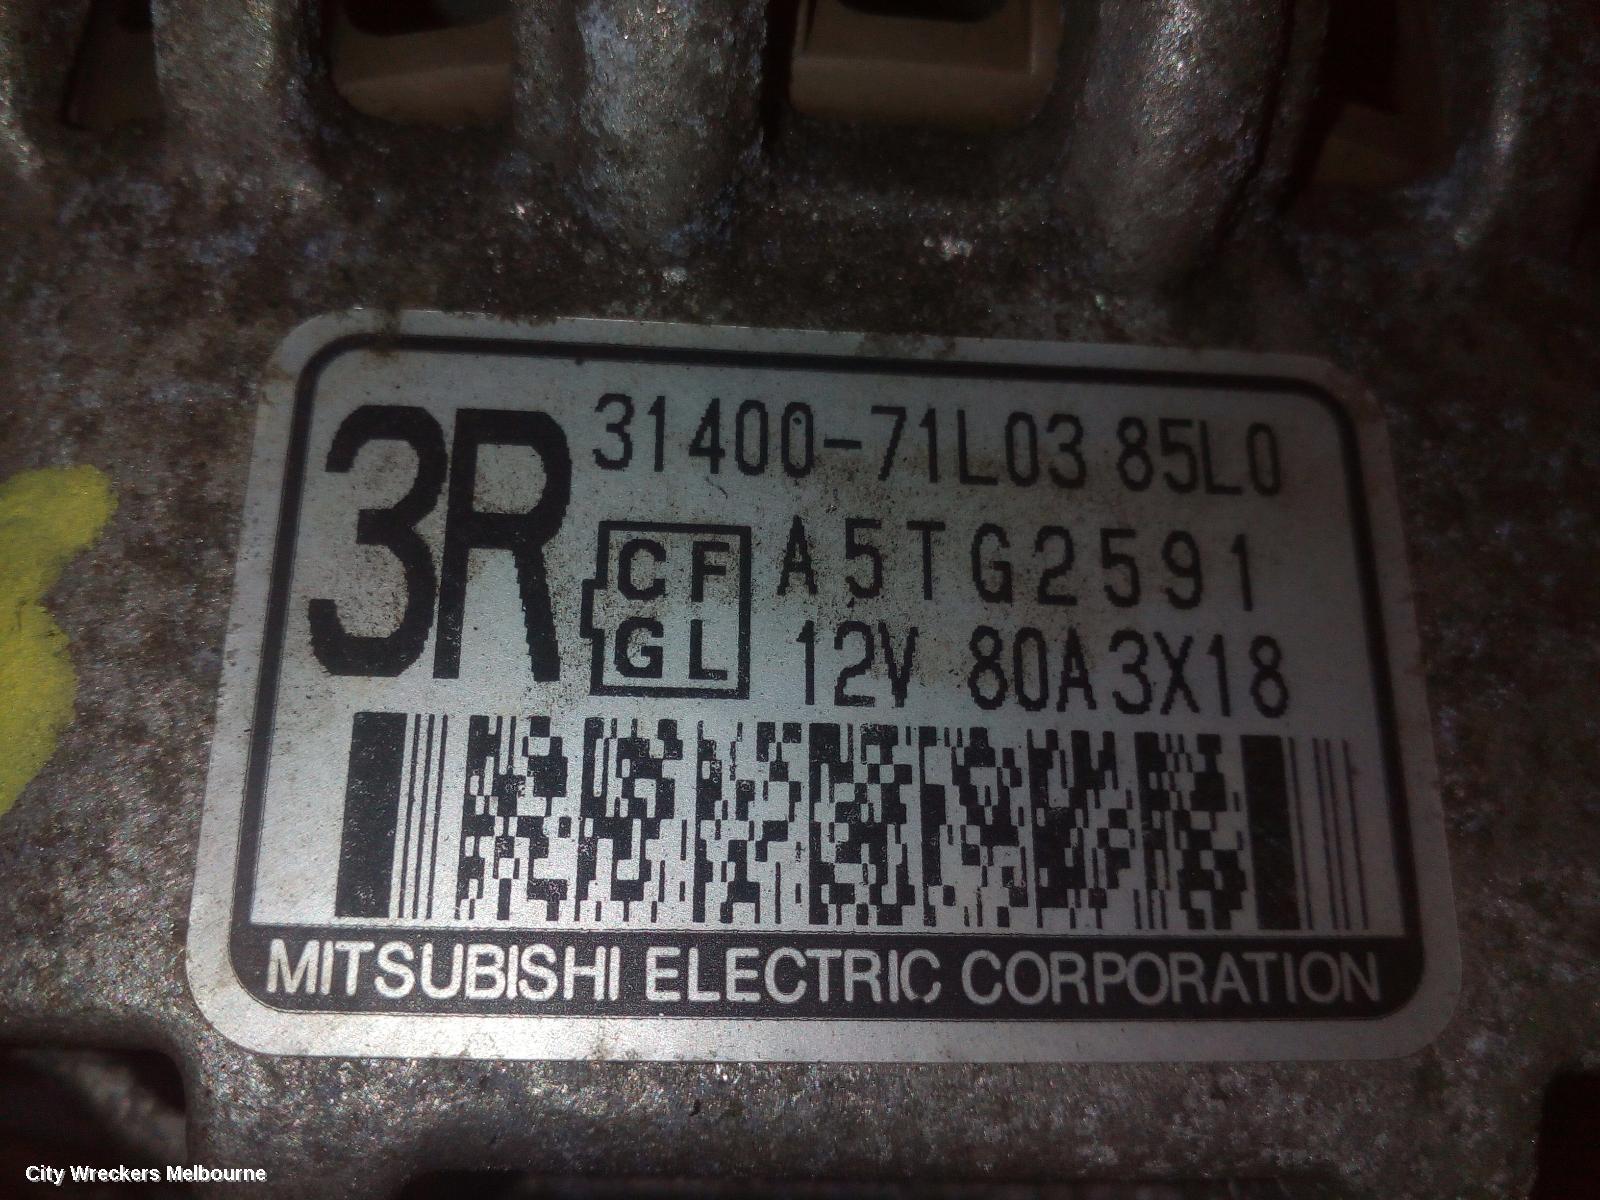 3R
31400-71L03 85L0
CF
GL
A5TG2591
12V 80A 3X18
MITSUBISHI ELECTRIC CORPORATION
City Wreckers Melbourne